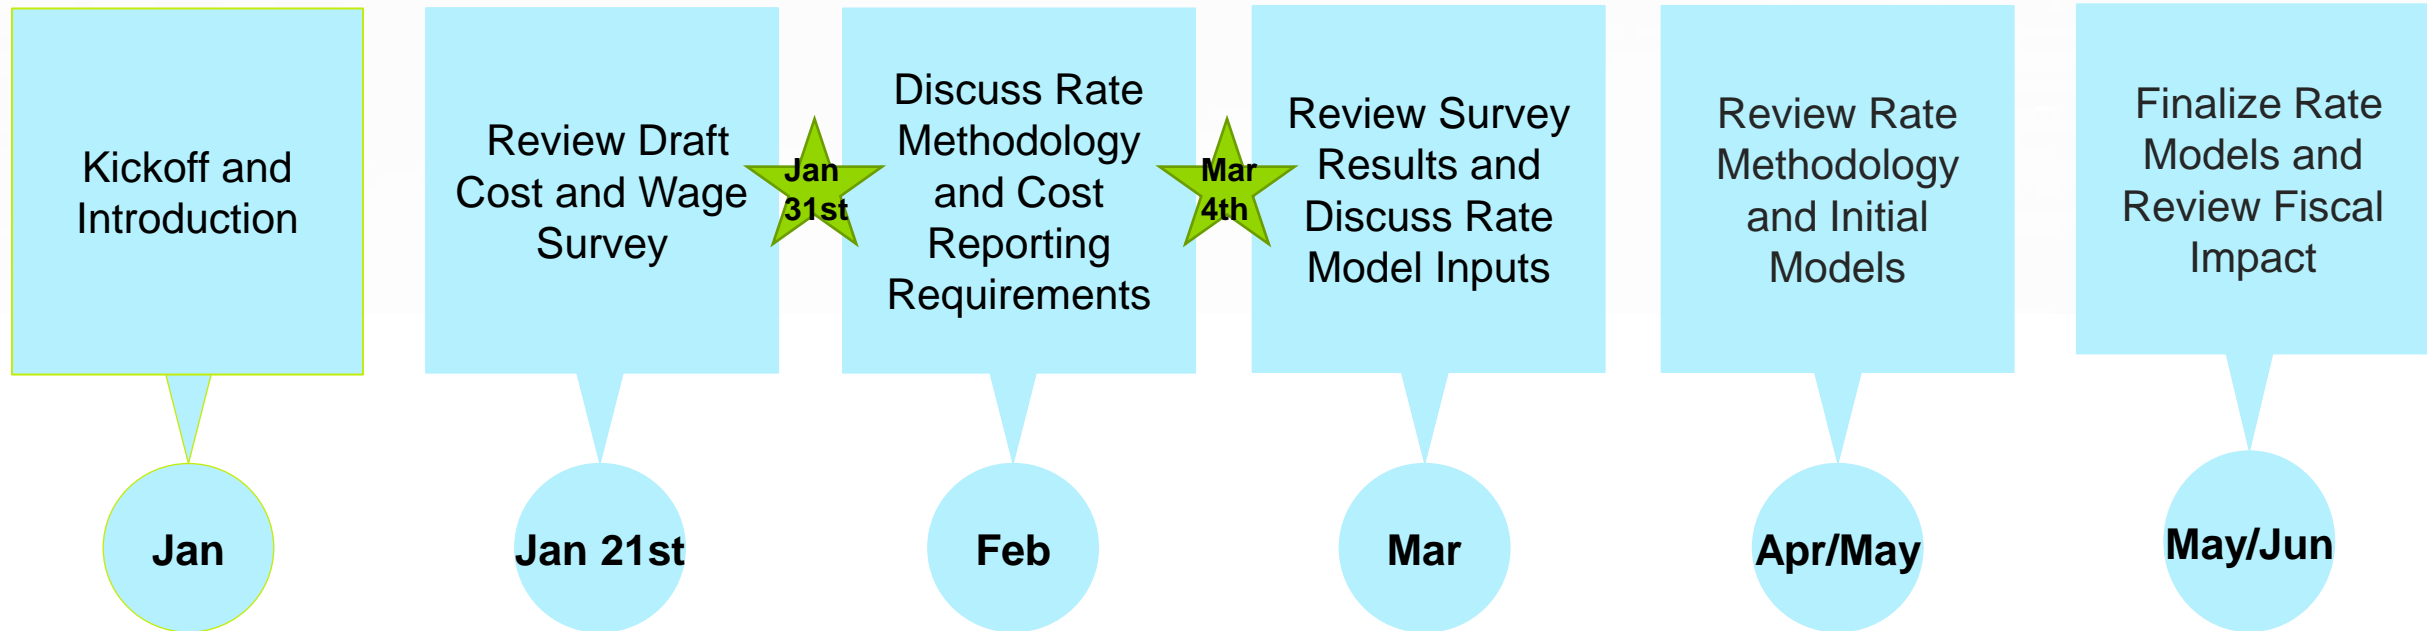 Kickoff and
Introduction
Review Draft
Cost and Wage
Survey
Jan
31st
Discuss Rate
Methodology
and Cost
Reporting
Requirements
Mar
4th
Review Survey
Results and
Discuss Rate
Model Inputs
Review Rate
Methodology
and Initial
Models
Finalize Rate
Models and
Review Fiscal
Impact
Jan
Jan 21st
Feb
Mar
Apr/May
May/Jun